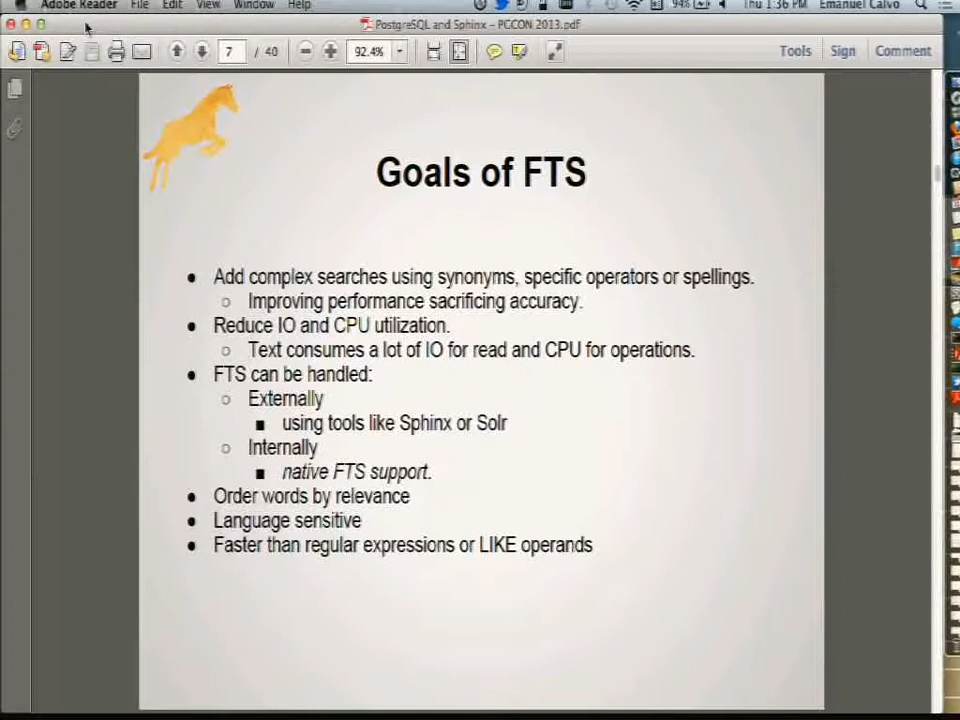 Adobe Reader File Edit View Window Help 94% Thu 1:36 PM Emanuel Calvo
PostgreSQL and Sphinx – PGCON 2013.pdf
7 / 40 92.4% Tools Sign Comment
Goals of FTS
● Add complex searches using synonyms, specific operators or spellings.
○ Improving performance sacrificing accuracy.
● Reduce IO and CPU utilization.
○ Text consumes a lot of IO for read and CPU for operations.
● FTS can be handled:
○ Externally
■ using tools like Sphinx or Solr
○ Internally
■ native FTS support.
● Order words by relevance
● Language sensitive
● Faster than regular expressions or LIKE operands